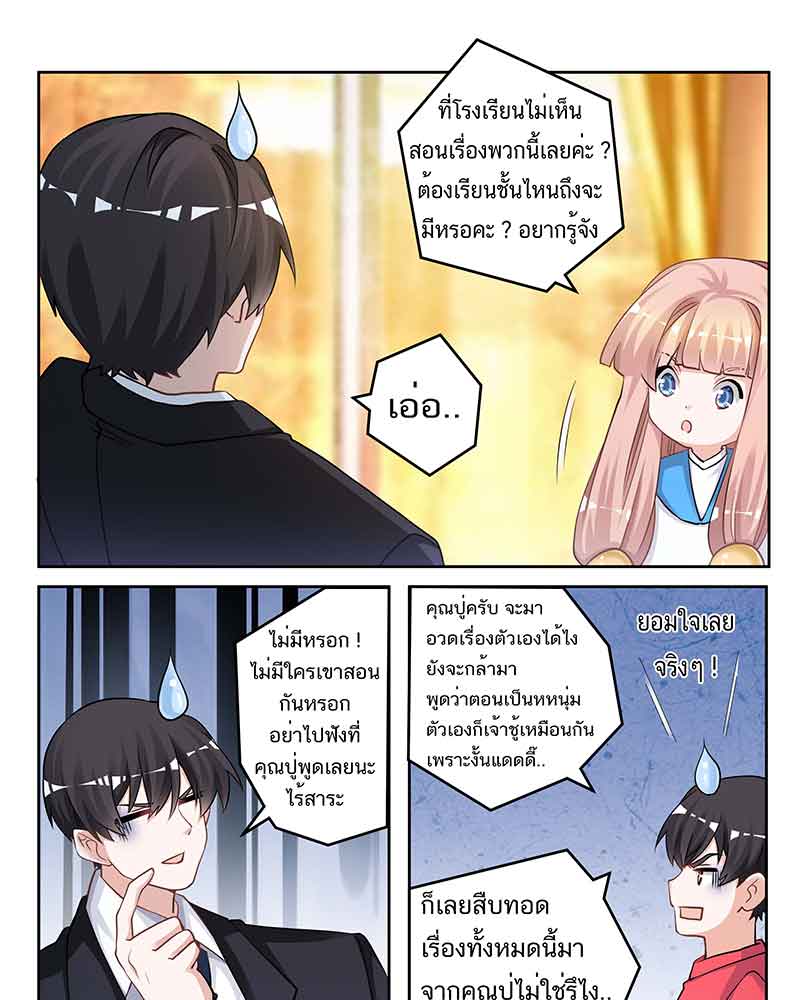 ที่โรงเรียนไม่เห็น
สอนเรื่องพวกนี้เลยค่ะ ?
ต้องเรียนชั้นไหนถึงจะ
มีหรอคะ ? อยากรู้จัง
เอ่อ..
ไม่มีหรอก !
ไม่มีใครเขาสอน
กันหรอก
อย่าไปฟังที่
คุณปู่พูดเลยนะ
ไร้สาระ
คุณปู่ครับ จะมา
อวดเรื่องตัวเองได้ไง
ยังจะกล้ามา
พูดว่าตอนเป็นหหนุ่ม
ตัวเองก็เจ้าชู้เหมือนกัน
เพราะงั้นแดดดี๊..
ยอมใจเลย
จริงๆ !
ก็เลยสืบทอด
เรื่องทั้งหมดนี้มา
จากคุณปู่ไม่ใช่รึไง..